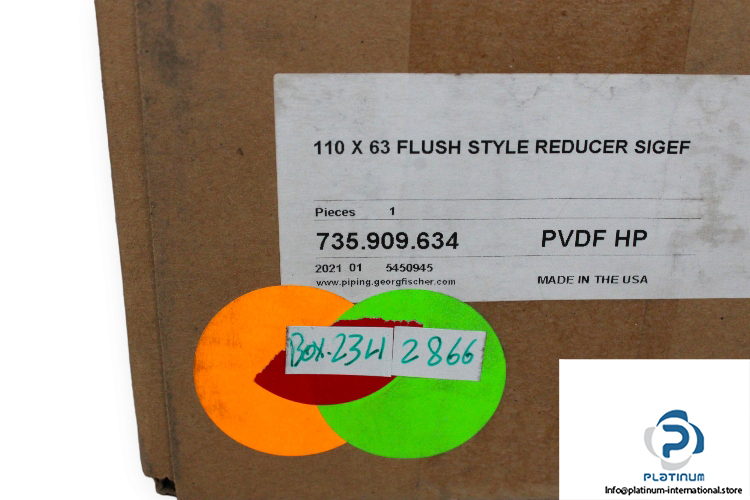 110 X 63 FLUSH STYLE REDUCER SIGEF
Pieces 1
735.909.634 PVDF HP
2021 01 5450945
www.piping.georgfischer.com MADE IN THE USA
BOX.234 2866
PLATINUM
Info@platinum-international.store